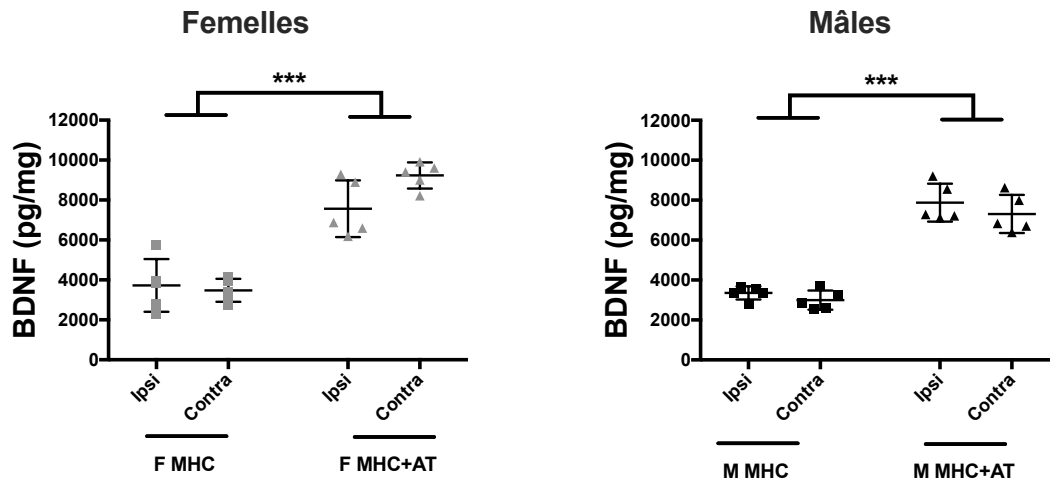 Femelles
***
BDNF (pg/mg)
12000
10000
8000
6000
4000
2000
0
Ipsi
Contra
Ipsi
Contra
F MHC
F MHC+AT
Mâles
***
BDNF (pg/mg)
12000
10000
8000
6000
4000
2000
0
Ipsi
Contra
Ipsi
Contra
M MHC
M MHC+AT